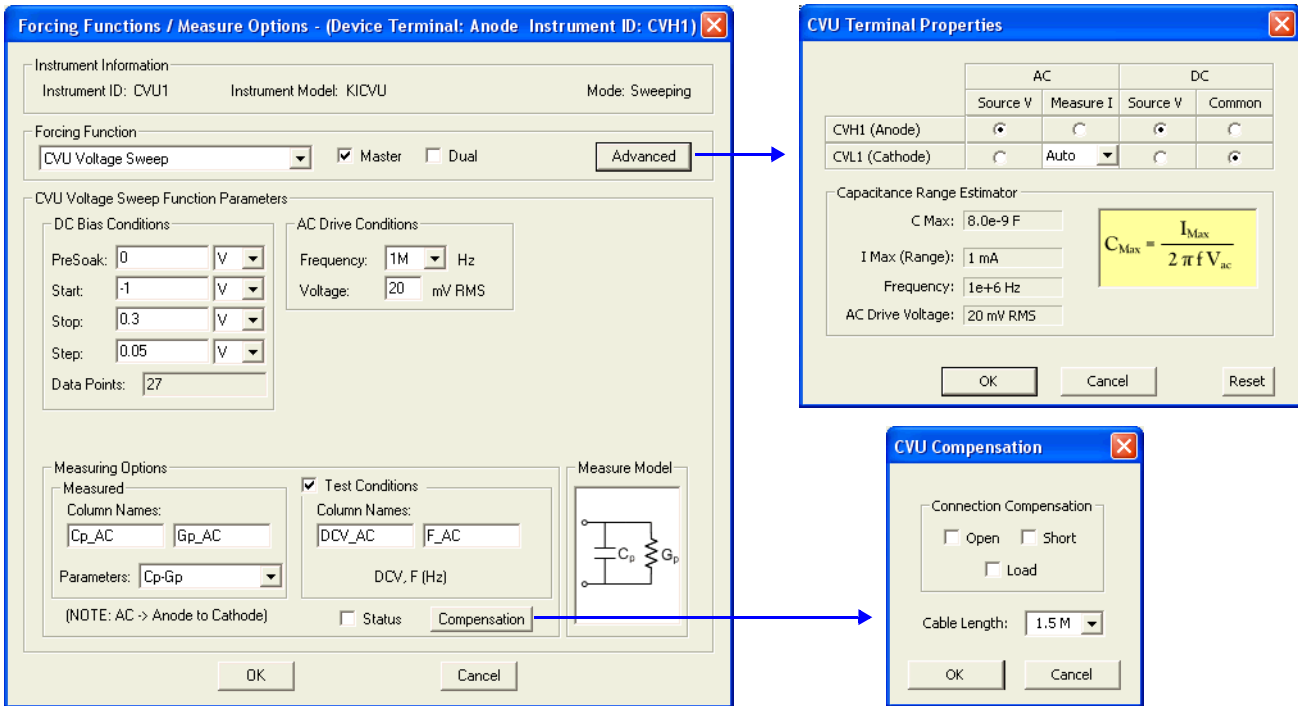 Forcing Functions / Measure Options - (Device Terminal: Anode Instrument ID: CVH1)
Instrument Information
Instrument ID: CVU1 Instrument Model: KICVU Mode: Sweeping
Forcing Function
CVU Voltage Sweep Master Dual Advanced
CVU Voltage Sweep Function Parameters
DC Bias Conditions
PreSoak: 0 V
Start: -1 V
Stop: 0.3 V
Step: 0.05 V
Data Points: 27
AC Drive Conditions
Frequency: 1M Hz
Voltage: 20 mV RMS
Measuring Options
Measured
Column Names:
Cp_AC Gp_AC
Parameters: Cp-Gp
(NOTE: AC -> Anode to Cathode)
Test Conditions
Column Names:
DCV_AC F_AC
DCV, F (Hz)
Status Compensation
Measure Model
Cp Gp
OK Cancel
CVU Terminal Properties
AC DC
Source V Measure I Source V Common
CVH1 (Anode)
CVL1 (Cathode) Auto
Capacitance Range Estimator
C Max: 8.0e-9 F
I Max (Range): 1 mA
Frequency: 1e+6 Hz
AC Drive Voltage: 20 mV RMS
CMax = IMax / 2 π f Vac
OK Cancel Reset
CVU Compensation
Connection Compensation
Open Short
Load
Cable Length: 1.5 M
OK Cancel